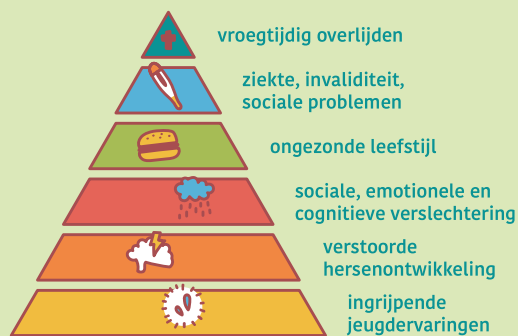 vroegtijdig overlijden
ziekte, invaliditeit,
sociale problemen
ongezonde leefstijl
sociale, emotionele en
cognitieve verslechtering
verstoorde
hersenontwikkeling
ingrijpende
jeugdervaringen